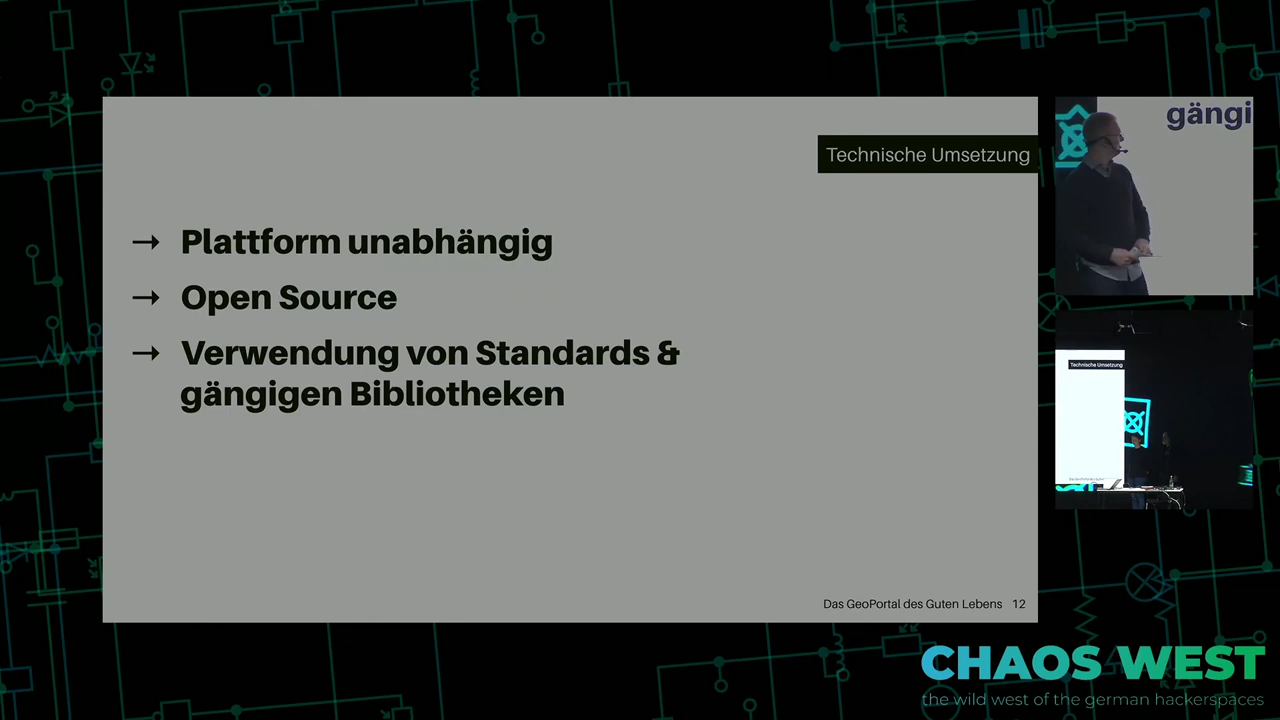 Technische Umsetzung
→ Plattform unabhängig
→ Open Source
→ Verwendung von Standards &
gängigen Bibliotheken
Das GeoPortal des Guten Lebens 12
gängi
Technische Umsetzung
CHAOS WEST
the wild west of the german hackerspaces